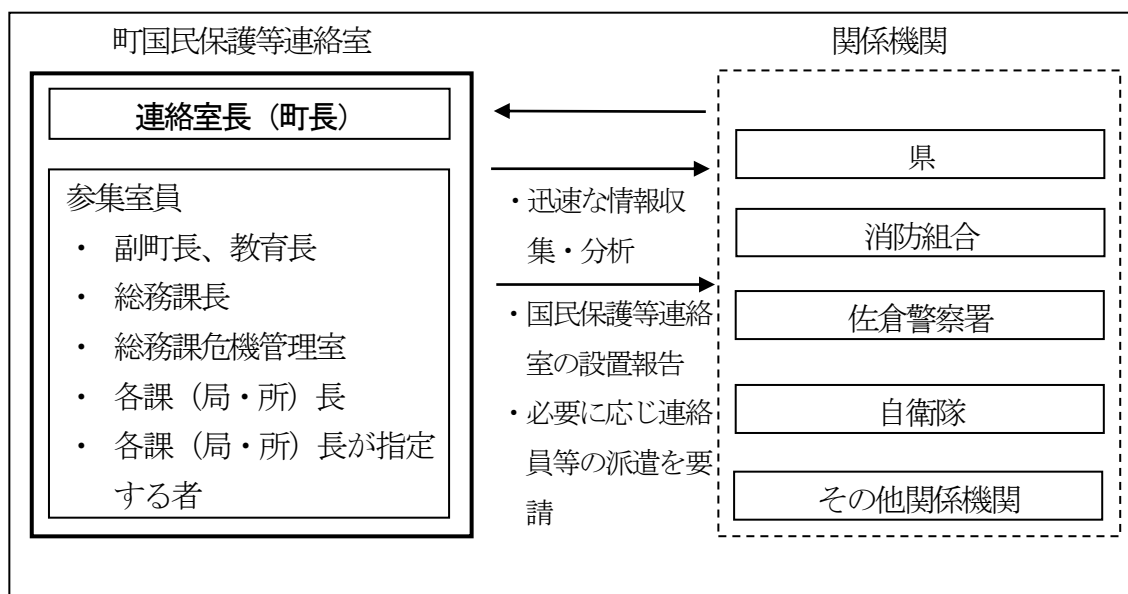 町国民保護等連絡室
連絡室長(町長)
参集室員
・ 副町長、教育長
・ 総務課長
・ 総務課危機管理室
・ 各課(局・所)長
・ 各課(局・所)長が指定
する者
・迅速な情報収
集・分析
・国民保護等連絡
室の設置報告
・必要に応じ連絡
員等の派遣を要
請
関係機関
県
消防組合
佐倉警察署
自衛隊
その他関係機関